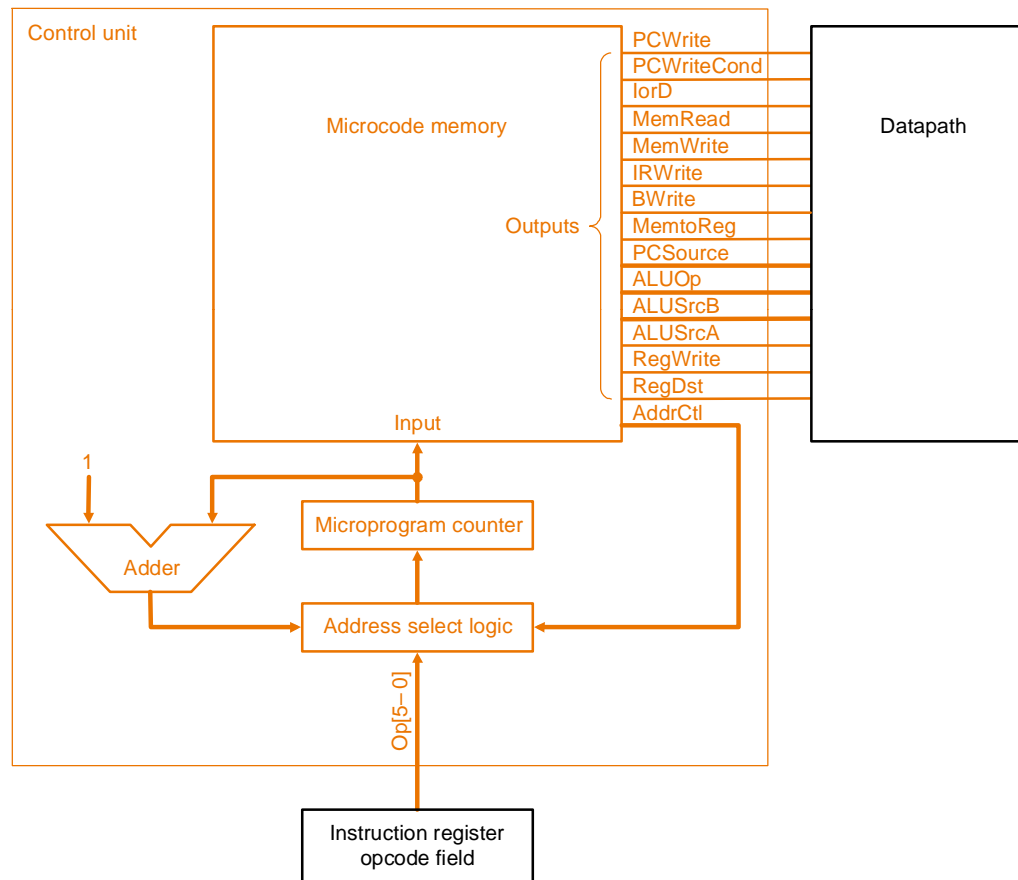 Control unit
Microcode memory
Outputs
Input
PCWrite
PCWriteCond
IorD
MemRead
MemWrite
IRWrite
BWrite
MemtoReg
PCSource
ALUOp
ALUSrcB
ALUSrcA
RegWrite
RegDst
AddrCtl
Datapath
1
Adder
Microprogram counter
Address select logic
Op[5– 0]
Instruction register
opcode field